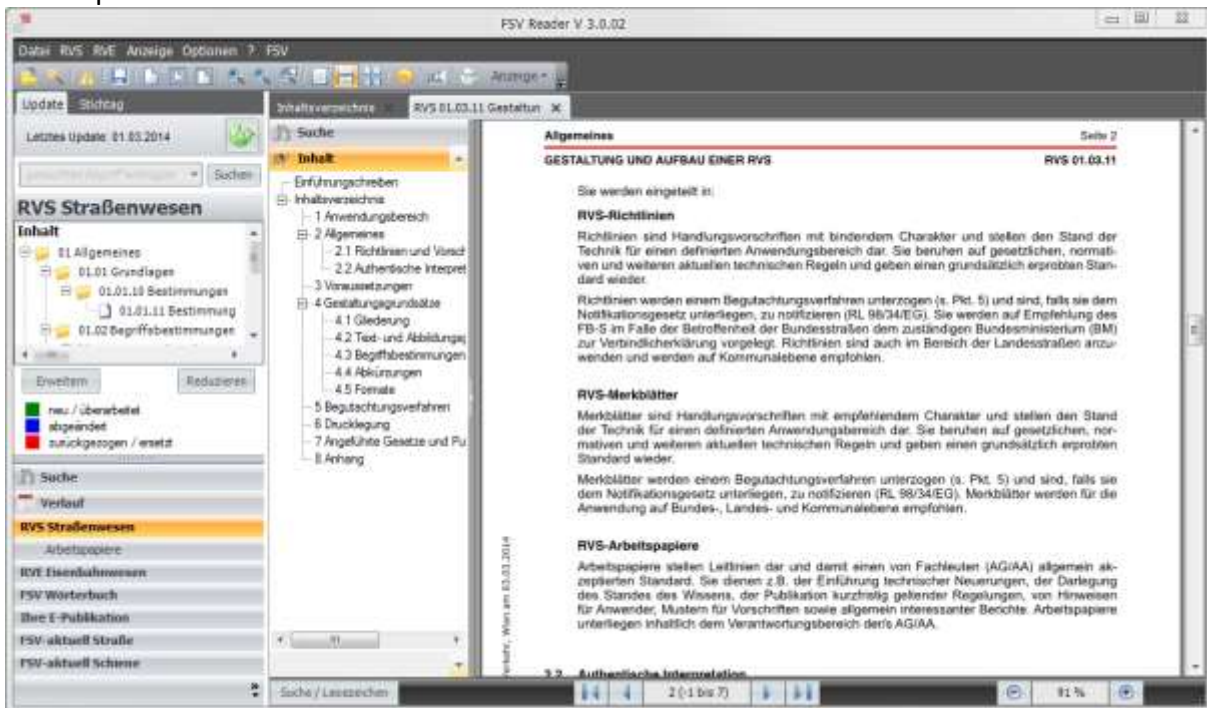 FSV Reader V 3.0.02
Datei RVS RVE Anzeige Optionen ? FSV
Anzeige
Update Stichtag
Letztes Update: 01.03.2014
Suchen
RVS Straßenwesen
Inhalt
01 Allgemeines
01.01 Grundlagen
01.01.10 Bestimmungen
01.01.11 Bestimmung
01.02 Begriffsbestimmungen
Erweitern Reduzieren
neu / überarbeitet
abgeändert
zurückgezogen / ersetzt
Suche
Verlauf
RVS Straßenwesen
Arbeitspapiere
RVE Eisenbahnwesen
FSV Wörterbuch
Ihre E-Publikation
FSV-aktuell Straße
FSV-aktuell Schiene
Inhaltsverzeichnis RVS 01.03.11 Gestaltun
Suche
Inhalt
Einführungschreiben
Inhaltsverzeichnis
1 Anwendungsbereich
2 Allgemeines
2.1 Richtlinien und Vorsch
2.2 Authentische Interpret
3 Voraussetzungen
4 Gestaltungsgrundsätze
4.1 Gliederung
4.2 Text- und Abbildungsg
4.3 Begriffsbestimmungen
4.4 Abkürzungen
4.5 Formate
5 Begutachtungsverfahren
6 Drucklegung
7 Angeführte Gesetze und Pu
8 Anhang
Suche / Lesezeichen
Allgemeines Seite 2
GESTALTUNG UND AUFBAU EINER RVS RVS 01.03.11
Sie werden eingeteilt in:
RVS-Richtlinien
Richtlinien sind Handlungsvorschriften mit bindendem Charakter und stellen den Stand der
Technik für einen definierten Anwendungsbereich dar. Sie beruhen auf gesetzlichen, normati-
ven und weiteren aktuellen technischen Regeln und geben einen grundsätzlich erprobten Stan-
dard wieder.
Richtlinien werden einem Begutachtungsverfahren unterzogen (s. Pkt. 5) und sind, falls sie dem
Notifikationsgesetz unterliegen, zu notifizieren (RL 98/34/EG). Sie werden auf Empfehlung des
FB-S im Falle der Betroffenheit der Bundesstraßen dem zuständigen Bundesministerium (BM)
zur Verbindlicherklärung vorgelegt. Richtlinien sind auch im Bereich der Landesstraßen anzu-
wenden und werden auf Kommunalebene empfohlen.
RVS-Merkblätter
Merkblätter sind Handlungsvorschriften mit empfehlendem Charakter und stellen den Stand
der Technik für einen definierten Anwendungsbereich dar. Sie beruhen auf gesetzlichen, nor-
mativen und weiteren aktuellen technischen Regeln und geben einen grundsätzlich erprobten
Standard wieder.
Merkblätter werden einem Begutachtungsverfahren unterzogen (s. Pkt. 5) und sind, falls sie
dem Notifikationsgesetz unterliegen, zu notifizieren (RL 98/34/EG). Merkblätter werden für die
Anwendung auf Bundes-, Landes- und Kommunalebene empfohlen.
RVS-Arbeitspapiere
Arbeitspapiere stellen Leitlinien dar und damit einen von Fachleuten (AG/AA) allgemein ak-
zeptierten Standard. Sie dienen z.B. der Einführung technischer Neuerungen, der Darlegung
des Standes des Wissens, der Publikation kurzfristig geltender Regelungen, von Hinweisen
für Anwender, Mustern für Vorschriften sowie allgemein interessanter Berichte. Arbeitspapiere
unterliegen inhaltlich dem Verantwortungsbereich der/s AG/AA.
2.2 Authentische Interpretation
Verkehr, Wien am 03.03.2014
2 (-1 bis 7)
91 %